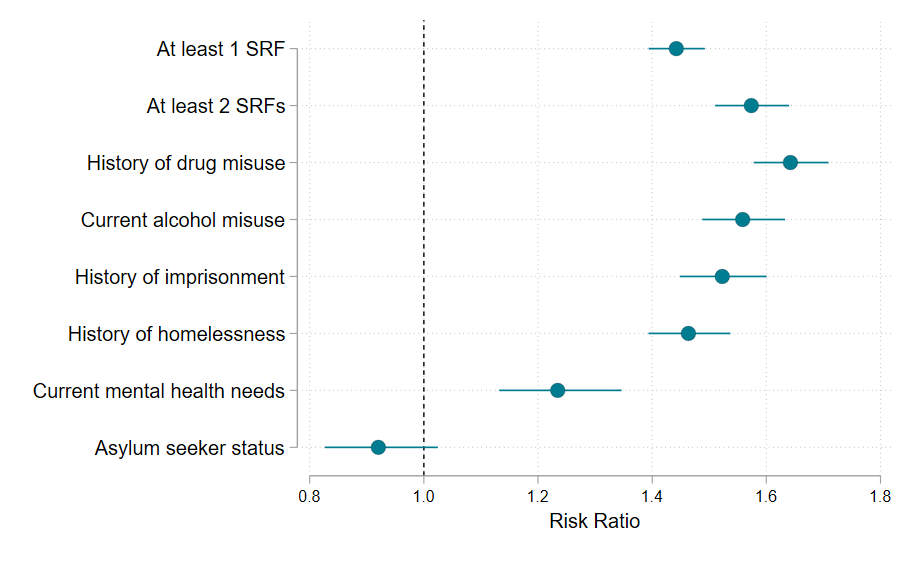 At least 1 SRF
At least 2 SRFs
History of drug misuse
Current alcohol misuse
History of imprisonment
History of homelessness
Current mental health needs
Asylum seeker status
0.8 1.0 1.2 1.4 1.6 1.8
Risk Ratio